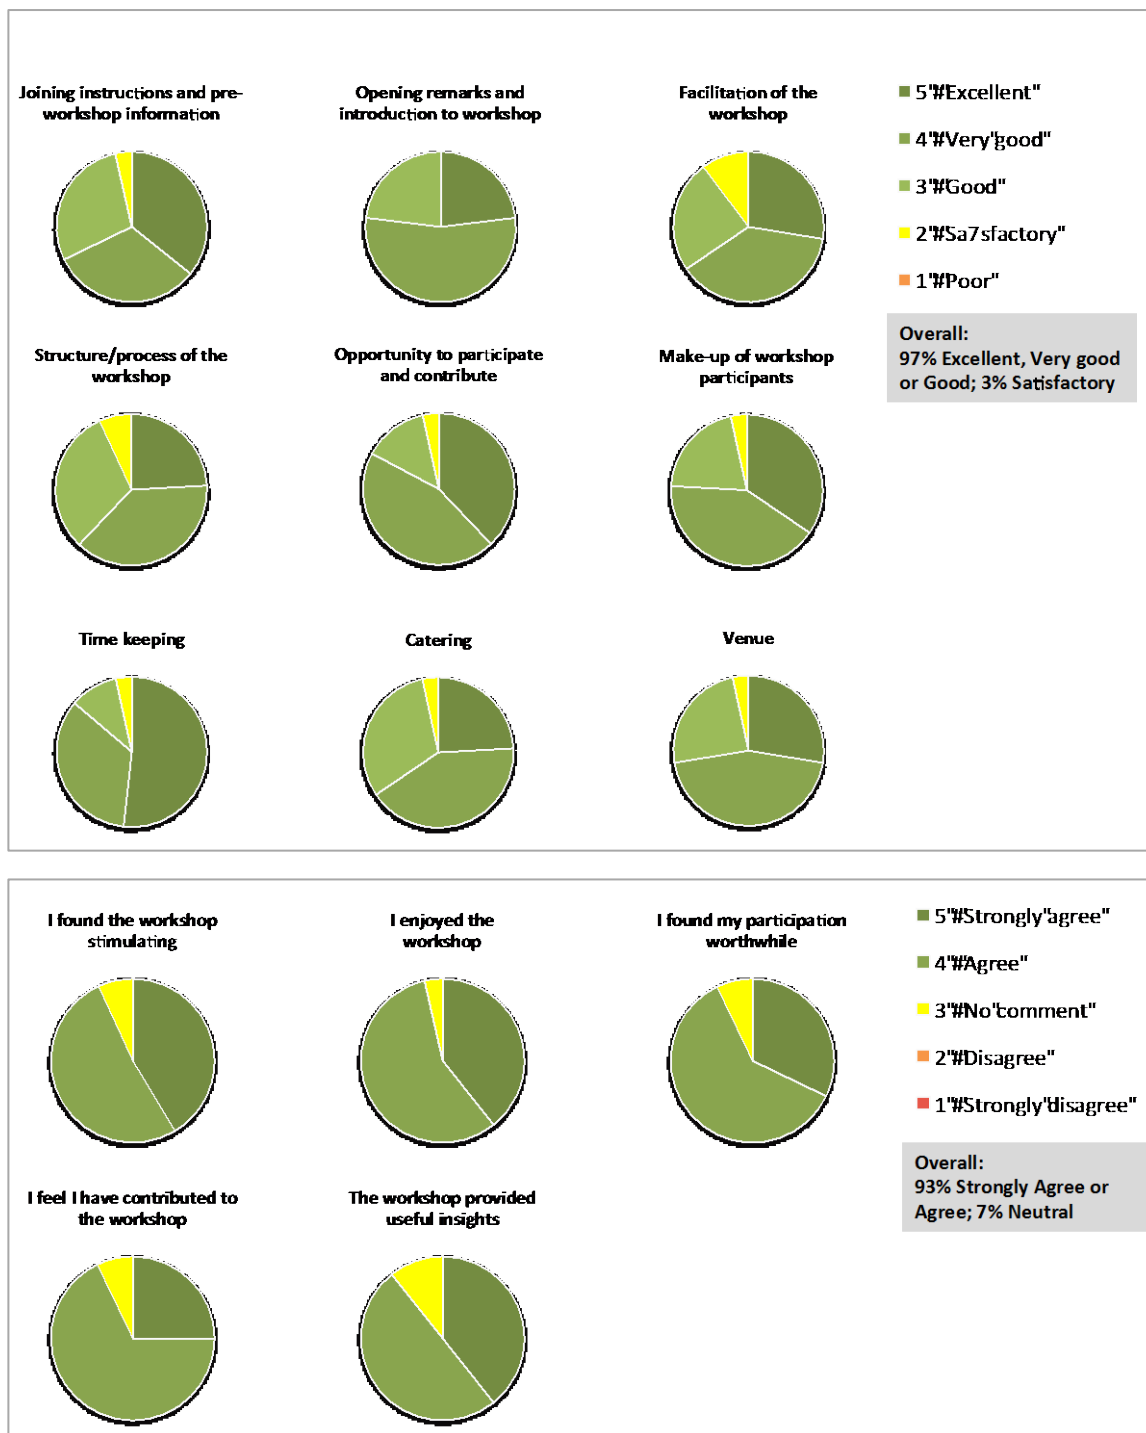 Joining instructions and pre-
workshop information
Opening remarks and
introduction to workshop
Facilitation of the
workshop
5"#"Excellent"
4"#"Very"good"
3"#"Good"
2"#"Sa7sfactory"
1"#"Poor"
Overall:
97% Excellent, Very good
or Good; 3% Satisfactory
Structure/process of the
workshop
Opportunity to participate
and contribute
Make-up of workshop
participants
Time keeping
Catering
Venue
I found the workshop
stimulating
I enjoyed the
workshop
I found my participation
worthwhile
5"#"Strongly"agree"
4"#"Agree"
3"#"No"comment"
2"#"Disagree"
1"#"Strongly"disagree"
Overall:
93% Strongly Agree or
Agree; 7% Neutral
I feel I have contributed to
the workshop
The workshop provided
useful insights